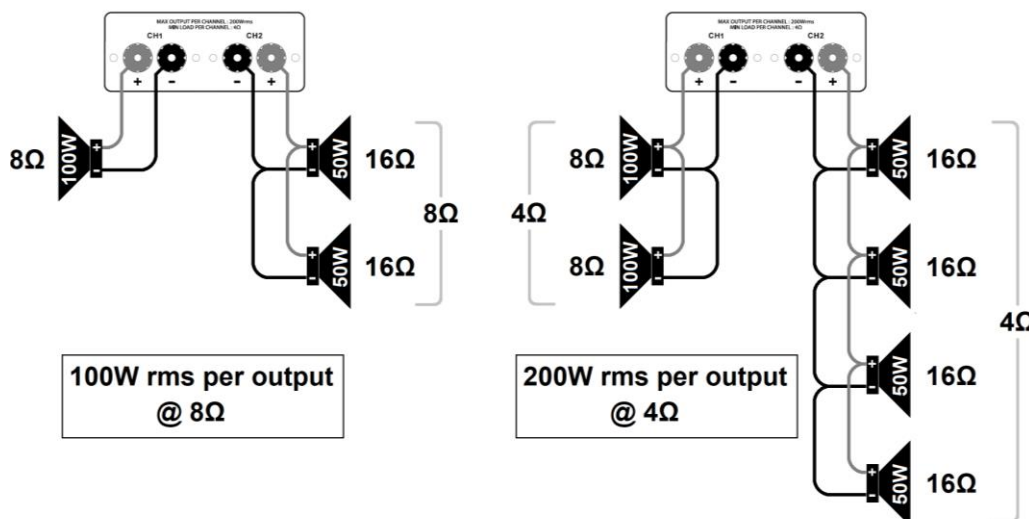 MAX OUTPUT PER CHANNEL : 200Wrms
MIN LOAD PER CHANNEL : 4Ω
CH1 CH2
+ - - +
8Ω
100W
+
-
+
-
50W
16Ω
+
-
50W
16Ω
8Ω
100W rms per output
@ 8Ω
MAX OUTPUT PER CHANNEL : 200Wrms
MIN LOAD PER CHANNEL : 4Ω
CH1 CH2
+ - - +
4Ω
8Ω
100W
+
-
8Ω
100W
+
-
+
-
50W
16Ω
+
-
50W
16Ω
+
-
50W
16Ω
+
-
50W
16Ω
4Ω
200W rms per output
@ 4Ω